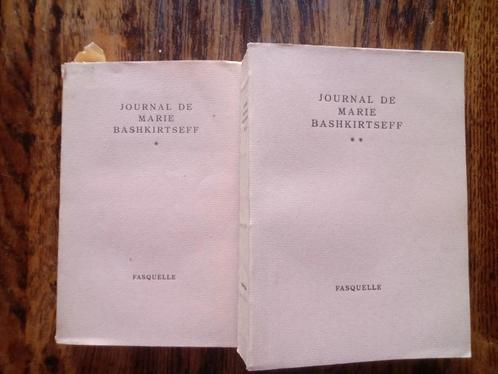 JOURNAL DE
MARIE
BASHKIRTSEFF
*
FASQUELLE
JOURNAL DE
MARIE
BASHKIRTSEFF
**
FASQUELLE